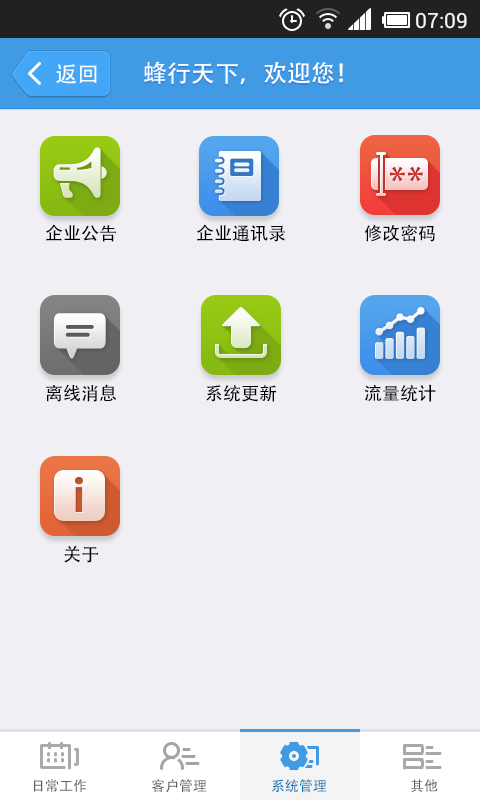 07:09
返回
蜂行天下，欢迎您！
企业公告 企业通讯录 修改密码
离线消息 系统更新 流量统计
关于
日常工作 客户管理 系统管理 其他